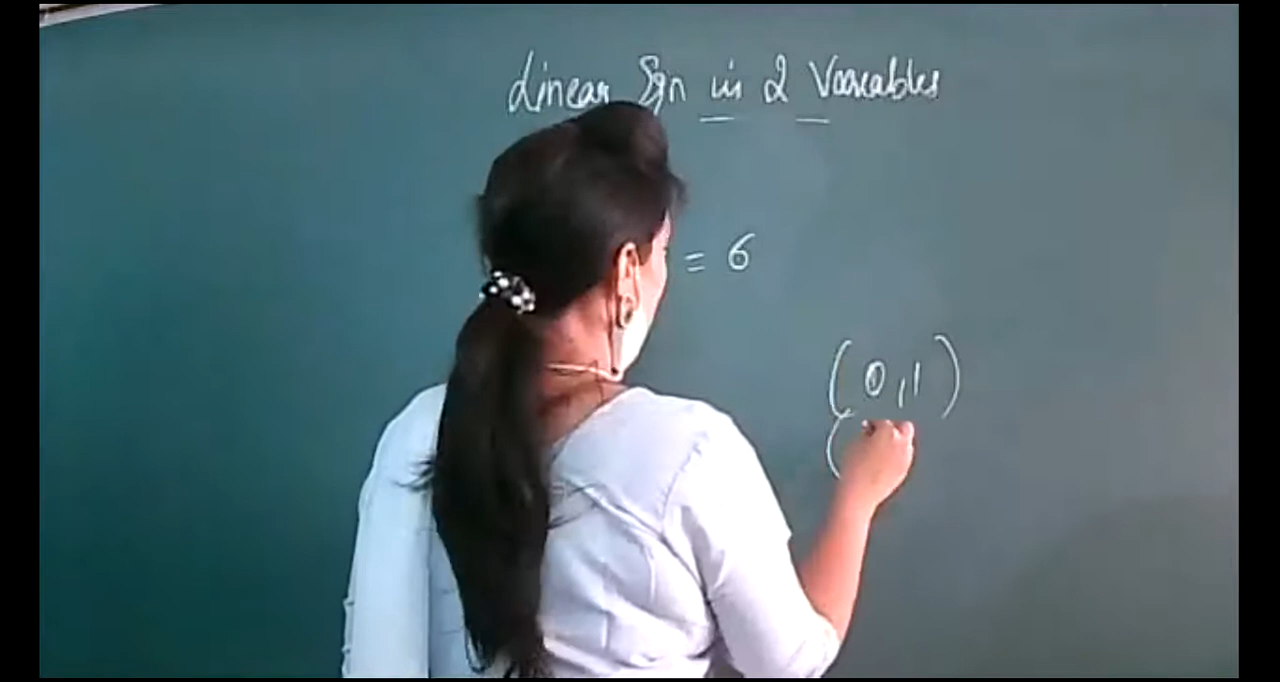 Linear Eqn in 2 Variables
= 6
(0,1)
(